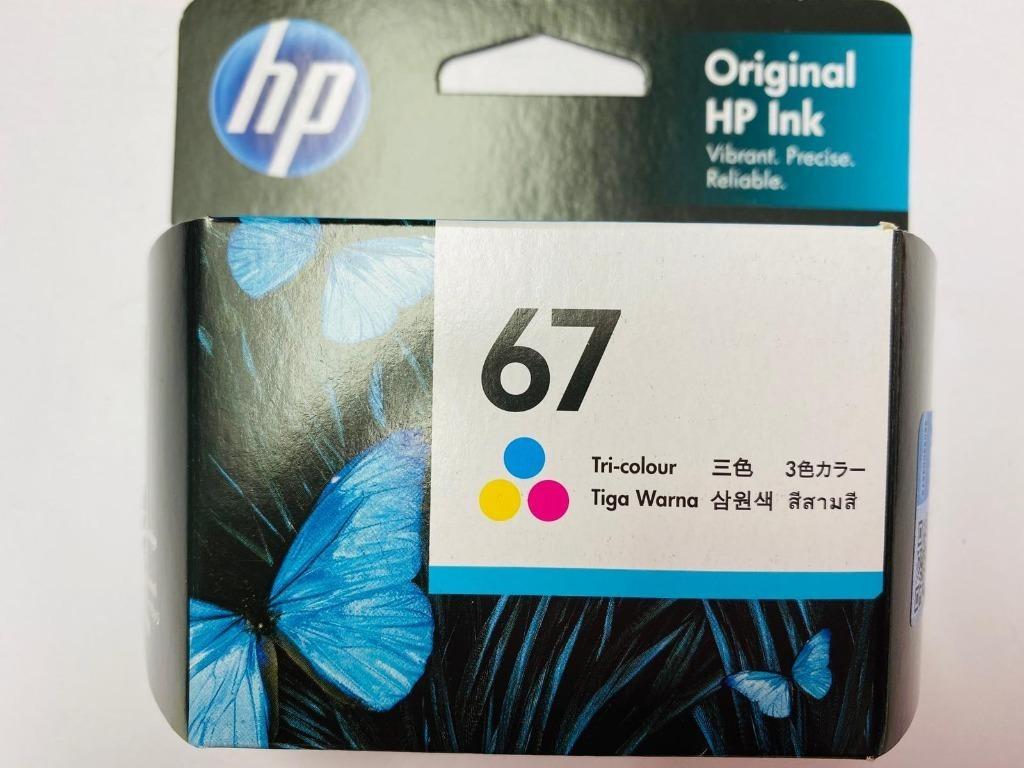 hp
Original
HP Ink
Vibrant. Precise.
Reliable.
67
Tri-colour 三色 3色カラー
Tiga Warna 삼원색 สีสามสี